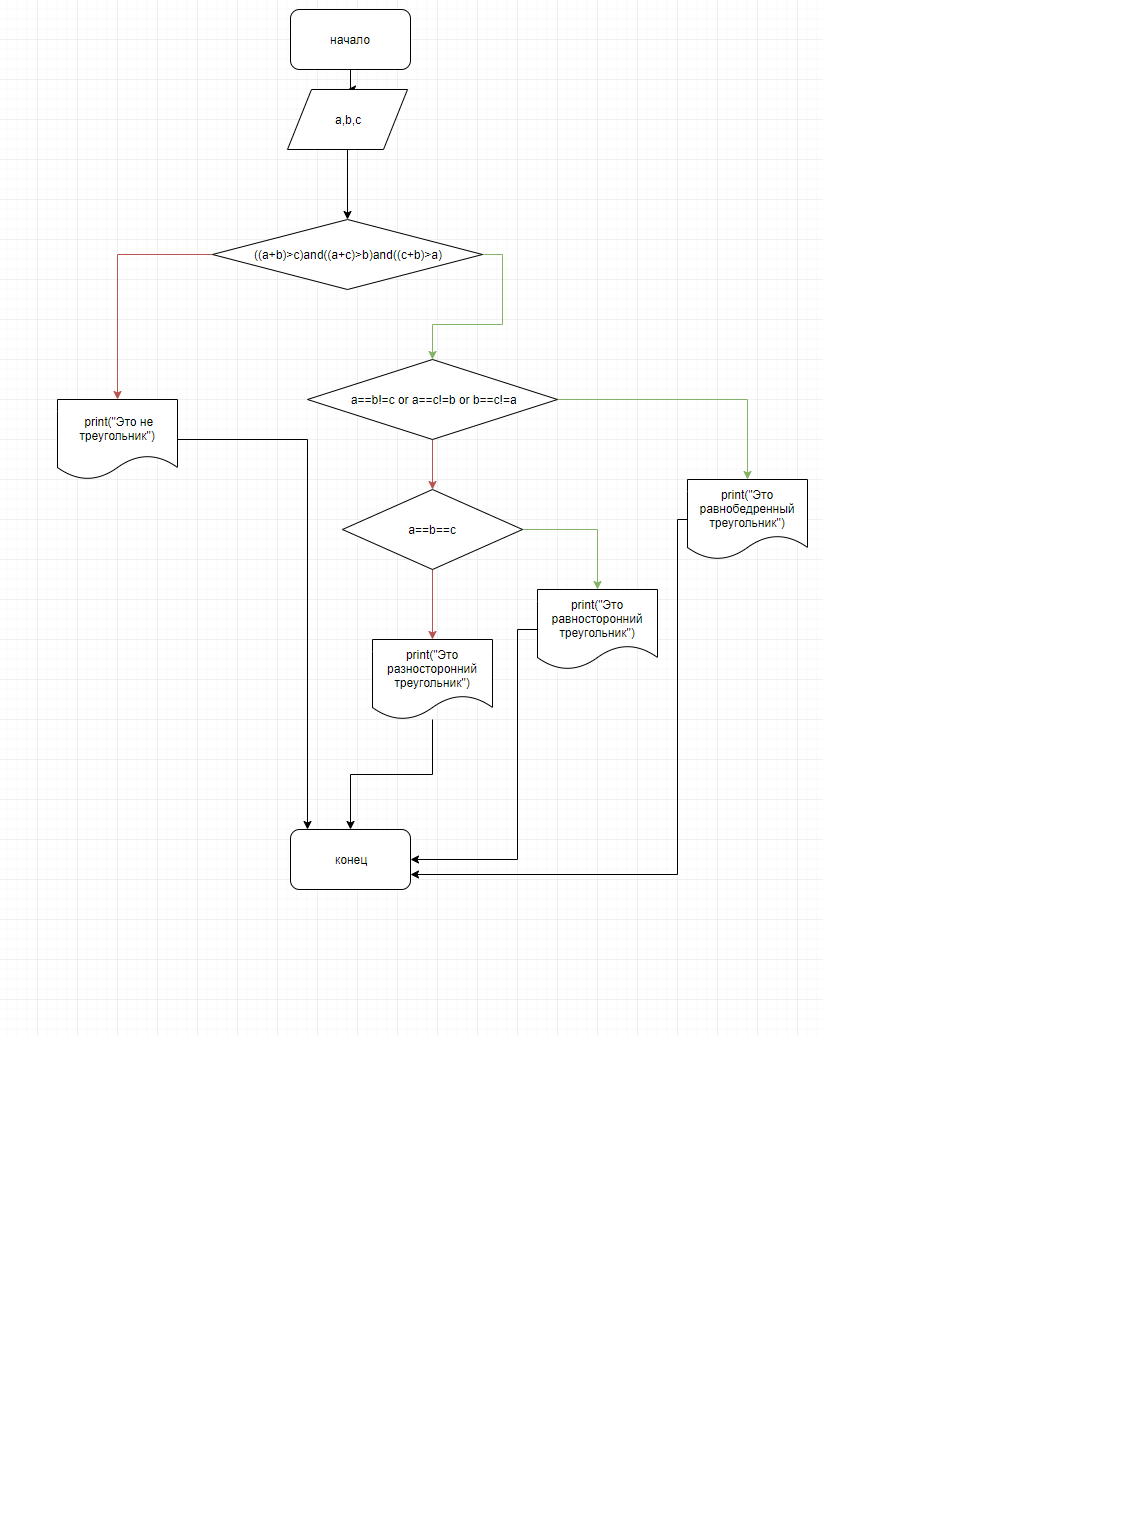 начало
a,b,c
((a+b)>c)and((a+c)>b)and((c+b)>a)
a==b!=c or a==c!=b or b==c!=a
print("Это не
треугольник")
print("Это
равнобедренный
треугольник")
a==b==c
print("Это
равносторонний
треугольник")
print("Это
разносторонний
треугольник")
конец